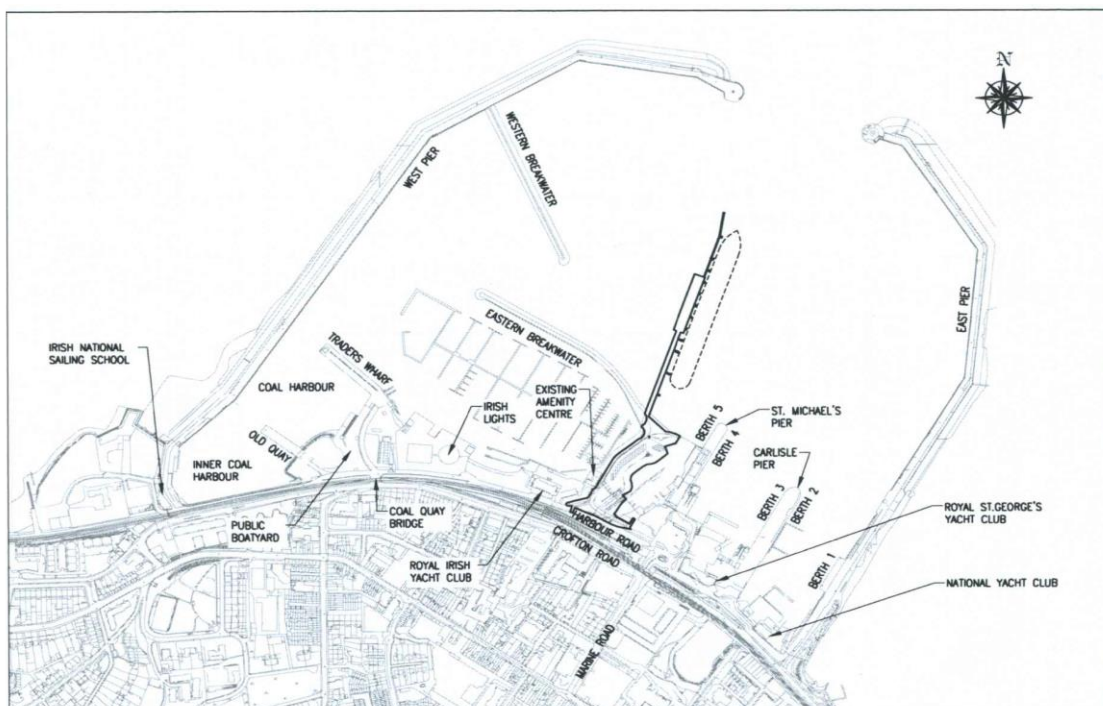 N
WEST PIER
WESTERN BREAKWATER
EAST PIER
IRISH NATIONAL
SAILING SCHOOL
COAL HARBOUR
TRADERS WHARF
EASTERN BREAKWATER
IRISH
LIGHTS
EXISTING
AMENITY
CENTRE
BERTH 5
BERTH 4
ST. MICHAEL'S
PIER
CARLISLE
PIER
BERTH 3
BERTH 2
BERTH 1
OLD QUAY
INNER COAL
HARBOUR
PUBLIC
BOATYARD
COAL QUAY
BRIDGE
ROYAL IRISH
YACHT CLUB
HARBOUR ROAD
CROFTON ROAD
MARINE ROAD
ROYAL ST.GEORGE'S
YACHT CLUB
NATIONAL YACHT CLUB